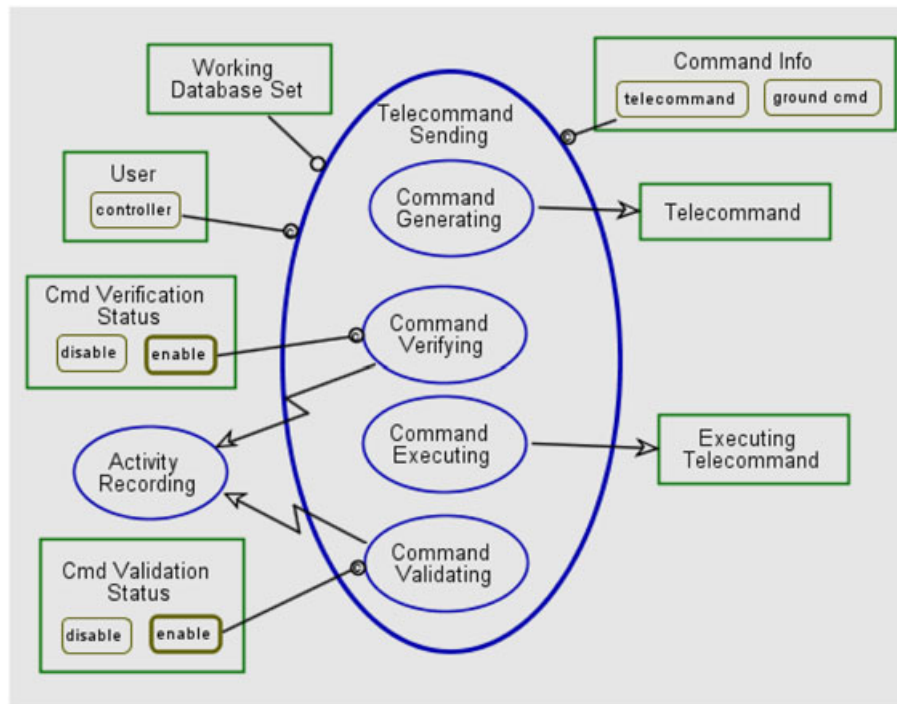 Working
Database Set
Command Info
telecommand
ground cmd
Telecommand
Sending
User
controller
Command
Generating
Telecommand
Cmd Verification
Status
disable
enable
Command
Verifying
Command
Executing
Executing
Telecommand
Activity
Recording
Cmd Validation
Status
disable
enable
Command
Validating